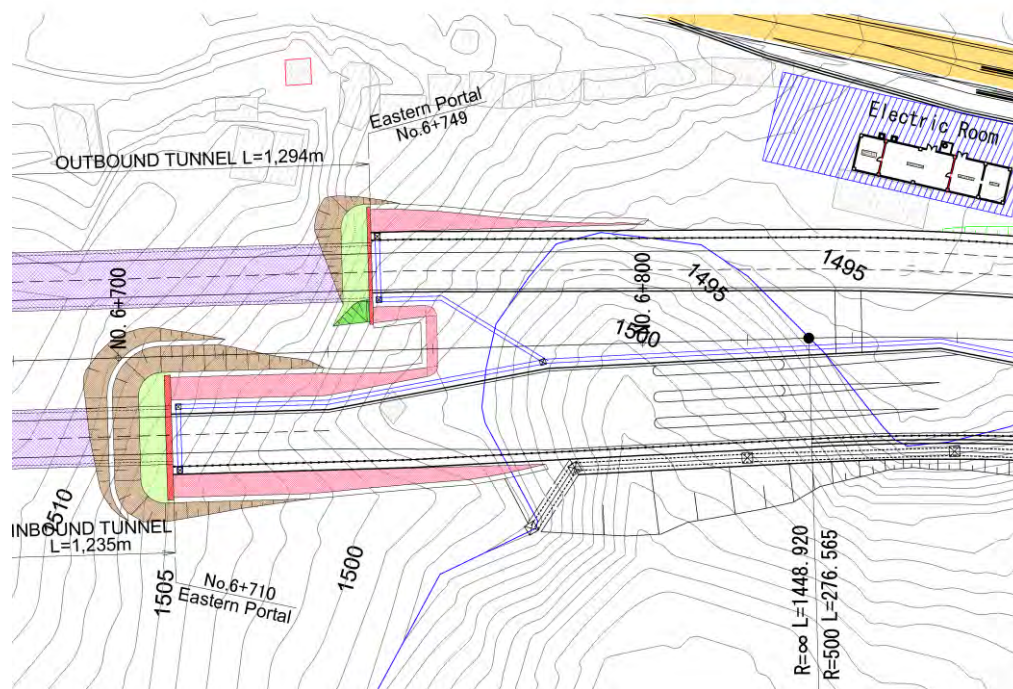 Eastern Portal
No.6+749
Electric Room
OUTBOUND TUNNEL L=1,294m
NO. 6+700
NO. 6+800
1495
1495
1500
2510
INBOUND TUNNEL
L=1,235m
1505
No.6+710
Eastern Portal
1500
R=∞ L=1448.920
R=500 L=276.565